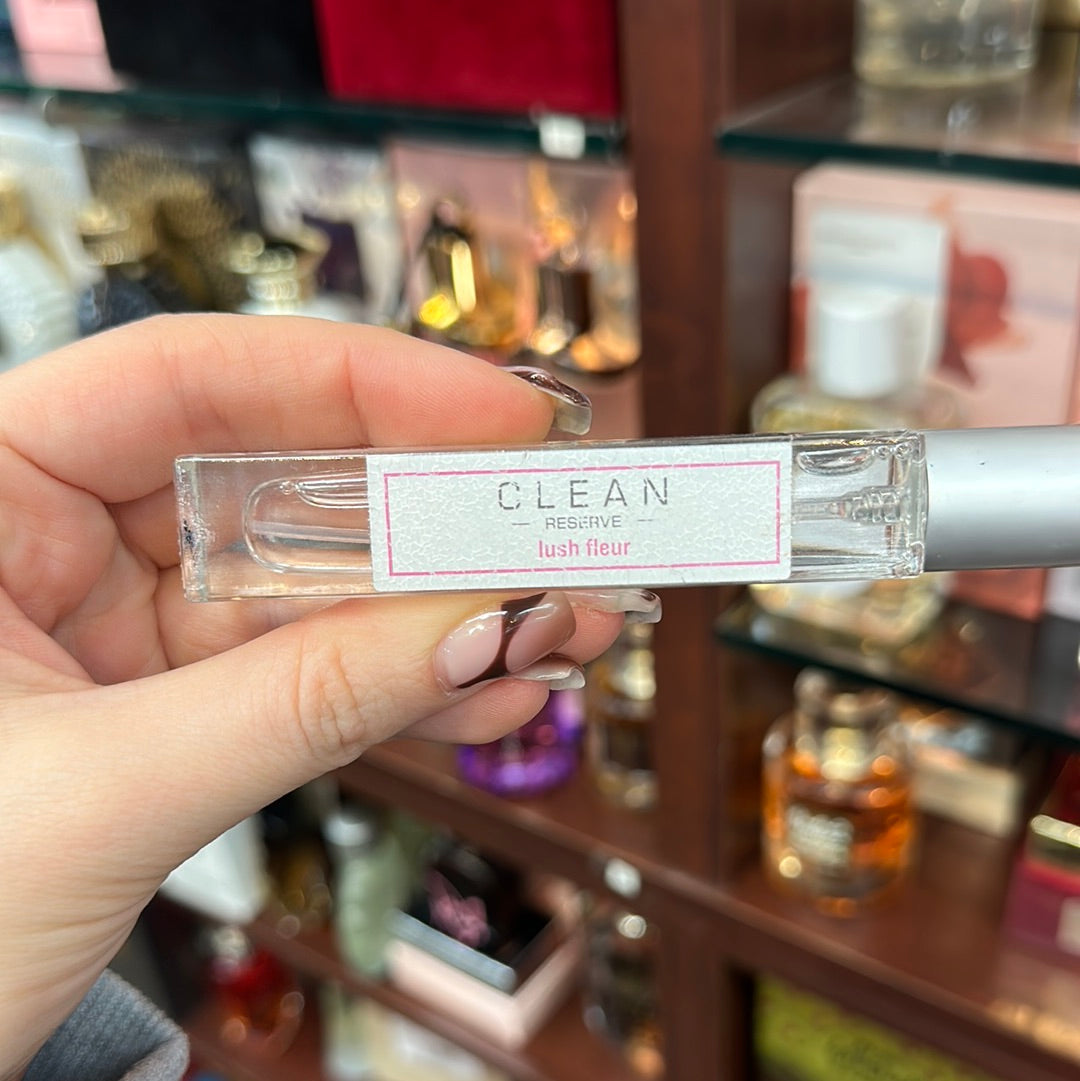 CLEAN
— RESERVE —
lush fleur